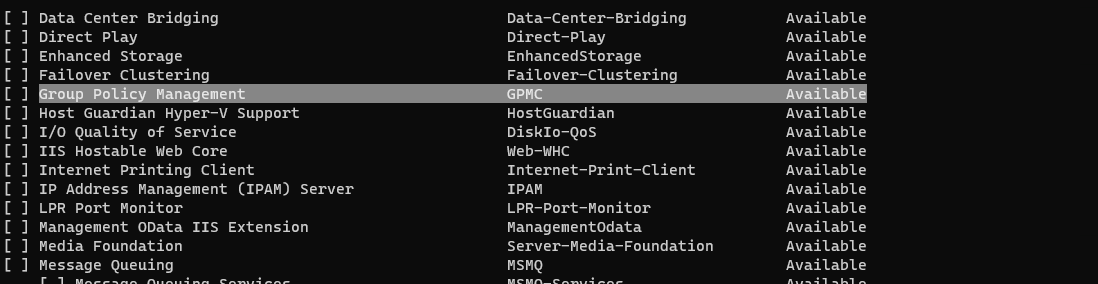 [ ] Data Center Bridging Data-Center-Bridging Available
[ ] Direct Play Direct-Play Available
[ ] Enhanced Storage EnhancedStorage Available
[ ] Failover Clustering Failover-Clustering Available
[ ] Group Policy Management GPMC Available
[ ] Host Guardian Hyper-V Support HostGuardian Available
[ ] I/O Quality of Service DiskIo-QoS Available
[ ] IIS Hostable Web Core Web-WHC Available
[ ] Internet Printing Client Internet-Print-Client Available
[ ] IP Address Management (IPAM) Server IPAM Available
[ ] LPR Port Monitor LPR-Port-Monitor Available
[ ] Management OData IIS Extension ManagementOdata Available
[ ] Media Foundation Server-Media-Foundation Available
[ ] Message Queuing MSMQ Available
[ ] Message Queuing Services MSMQ-Services Available